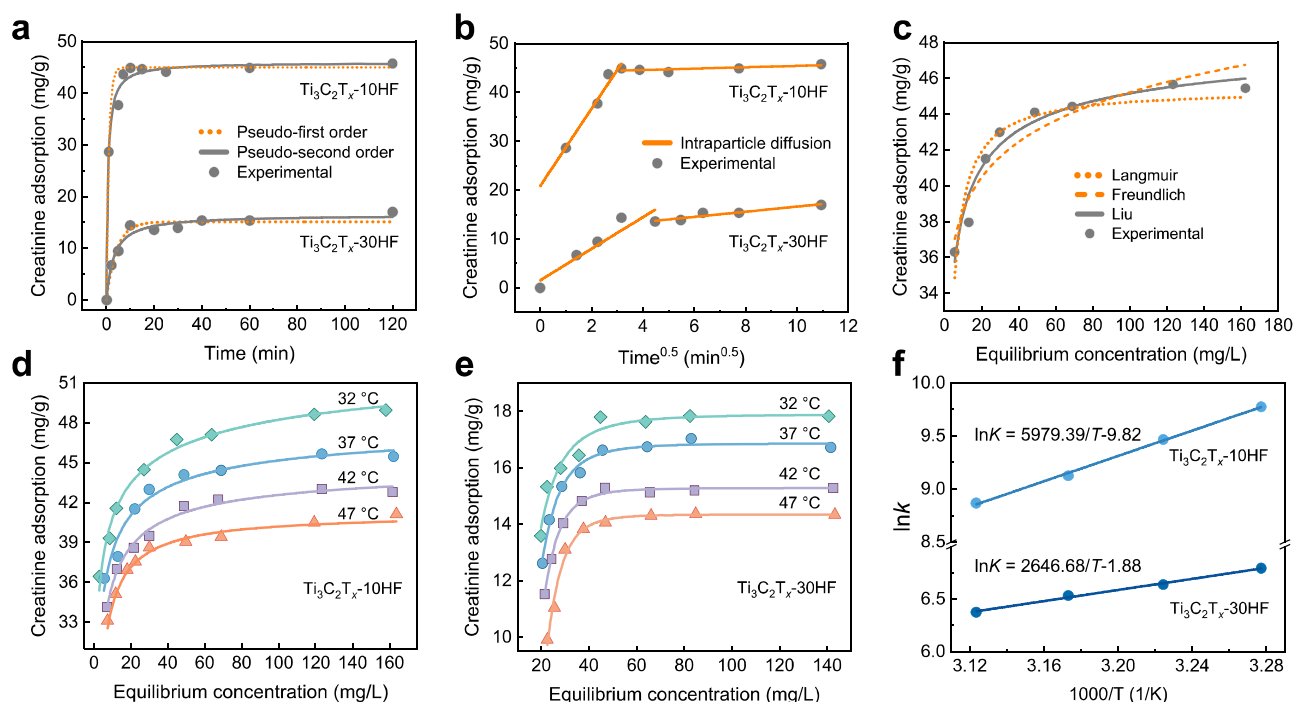 a
Creatinine adsorption (mg/g)
50
40
30
20
10
0
Ti3C2Tx-10HF
Pseudo-first order
Pseudo-second order
Experimental
Ti3C2Tx-30HF
0 20 40 60 80 100 120
Time (min)
b
Creatinine adsorption (mg/g)
50
40
30
20
10
0
Ti3C2Tx-10HF
Intraparticle diffusion
Experimental
Ti3C2Tx-30HF
0 2 4 6 8 10 12
Time^0.5 (min^0.5)
c
Creatinine adsorption (mg/g)
48
46
44
42
40
38
36
34
Langmuir
Freundlich
Liu
Experimental
0 20 40 60 80 100 120 140 160 180
Equilibrium concentration (mg/L)
d
Creatinine adsorption (mg/g)
51
48
45
42
39
36
33
32 °C
37 °C
42 °C
47 °C
Ti3C2Tx-10HF
0 20 40 60 80 100 120 140 160
Equilibrium concentration (mg/L)
e
Creatinine adsorption (mg/g)
18
16
14
12
10
32 °C
37 °C
42 °C
47 °C
Ti3C2Tx-30HF
20 40 60 80 100 120 140
Equilibrium concentration (mg/L)
f
lnk
10.0
9.5
9.0
8.5
6.5
6.0
lnK = 5979.39/T-9.82
Ti3C2Tx-10HF
lnK = 2646.68/T-1.88
Ti3C2Tx-30HF
3.12 3.16 3.20 3.24 3.28
1000/T (1/K)